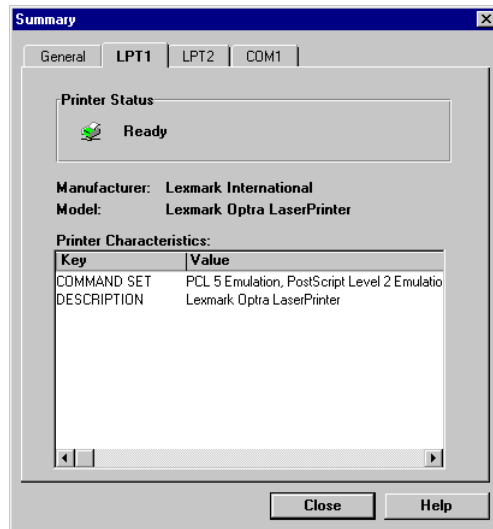 Summary
General LPT1 LPT2 COM1
Printer Status
Ready
Manufacturer: Lexmark International
Model: Lexmark Optra LaserPrinter
Printer Characteristics:
Key Value
COMMAND SET PCL 5 Emulation, PostScript Level 2 Emulatio
DESCRIPTION Lexmark Optra LaserPrinter
Close Help